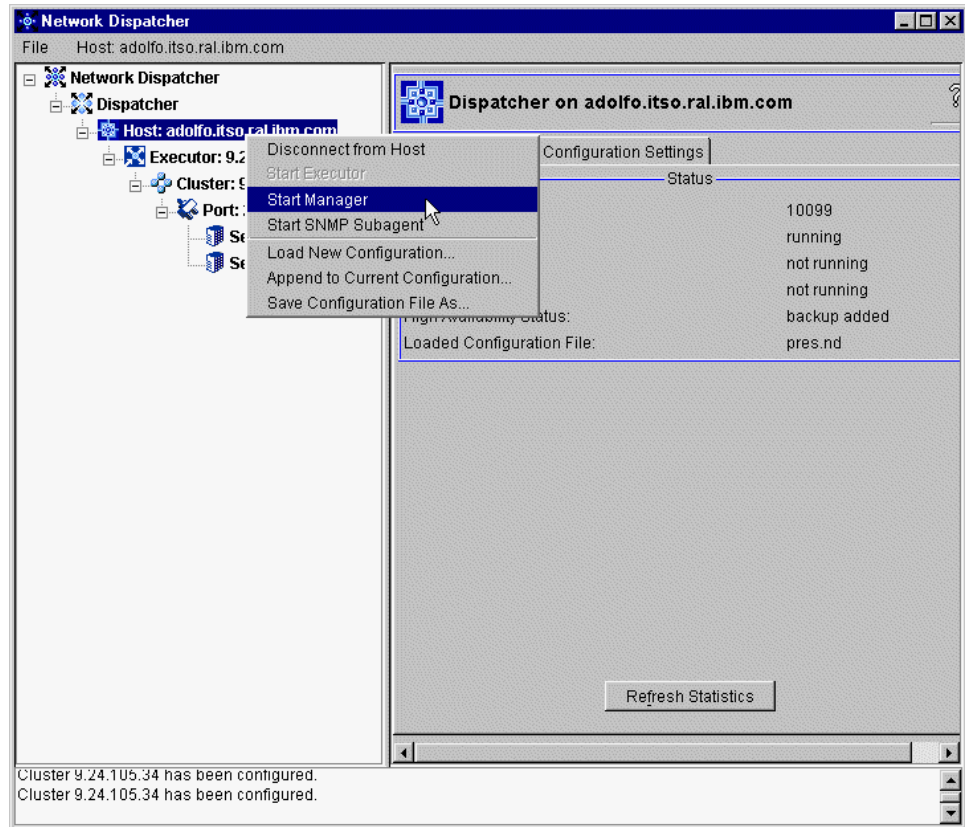 Network Dispatcher
File Host: adolfo.itso.ral.ibm.com
Network Dispatcher
Dispatcher
Host: adolfo.itso.ral.ibm.com
Executor: 9.2
Cluster: 9
Port:
Se
Se
Disconnect from Host
Start Executor
Start Manager
Start SNMP Subagent
Load New Configuration...
Append to Current Configuration...
Save Configuration File As...
Dispatcher on adolfo.itso.ral.ibm.com
?
Configuration Settings
Status
10099
running
not running
not running
High Availability Status: backup added
Loaded Configuration File: pres.nd
Refresh Statistics
Cluster 9.24.105.34 has been configured.
Cluster 9.24.105.34 has been configured.